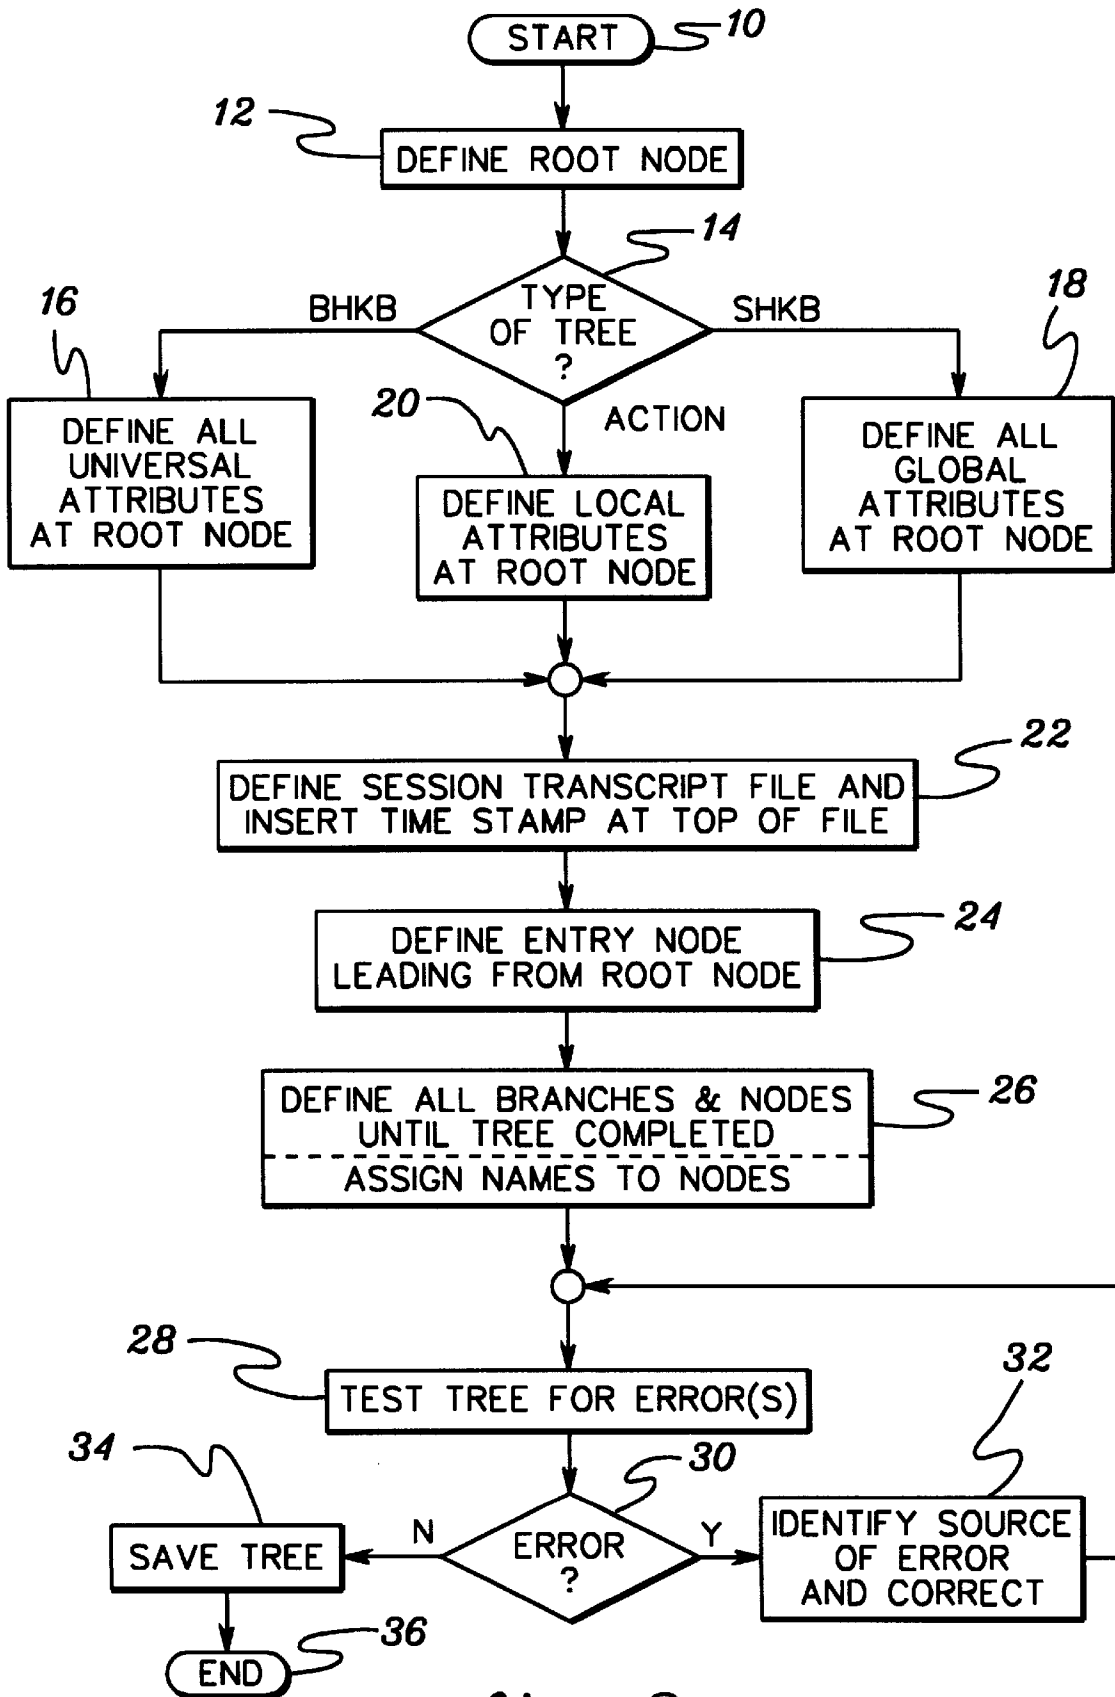 START
10
12
DEFINE ROOT NODE
14
TYPE
OF TREE
?
BHKB
SHKB
ACTION
16
DEFINE ALL
UNIVERSAL
ATTRIBUTES
AT ROOT NODE
20
DEFINE LOCAL
ATTRIBUTES
AT ROOT NODE
18
DEFINE ALL
GLOBAL
ATTRIBUTES
AT ROOT NODE
22
DEFINE SESSION TRANSCRIPT FILE AND
INSERT TIME STAMP AT TOP OF FILE
24
DEFINE ENTRY NODE
LEADING FROM ROOT NODE
26
DEFINE ALL BRANCHES & NODES
UNTIL TREE COMPLETED
ASSIGN NAMES TO NODES
28
TEST TREE FOR ERROR(S)
30
ERROR
?
N
Y
32
IDENTIFY SOURCE
OF ERROR
AND CORRECT
34
SAVE TREE
36
END